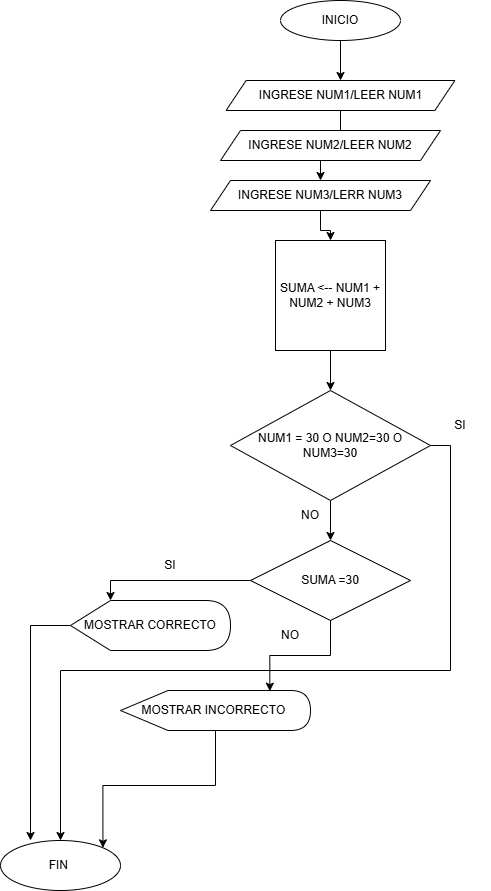 INICIO
INGRESE NUM1/LEER NUM1
INGRESE NUM2/LEER NUM2
INGRESE NUM3/LERR NUM3
SUMA <-- NUM1 +
NUM2 + NUM3
SI
NUM1 = 30 O NUM2=30 O
NUM3=30
NO
SI
SUMA =30
MOSTRAR CORRECTO
NO
MOSTRAR INCORRECTO
FIN